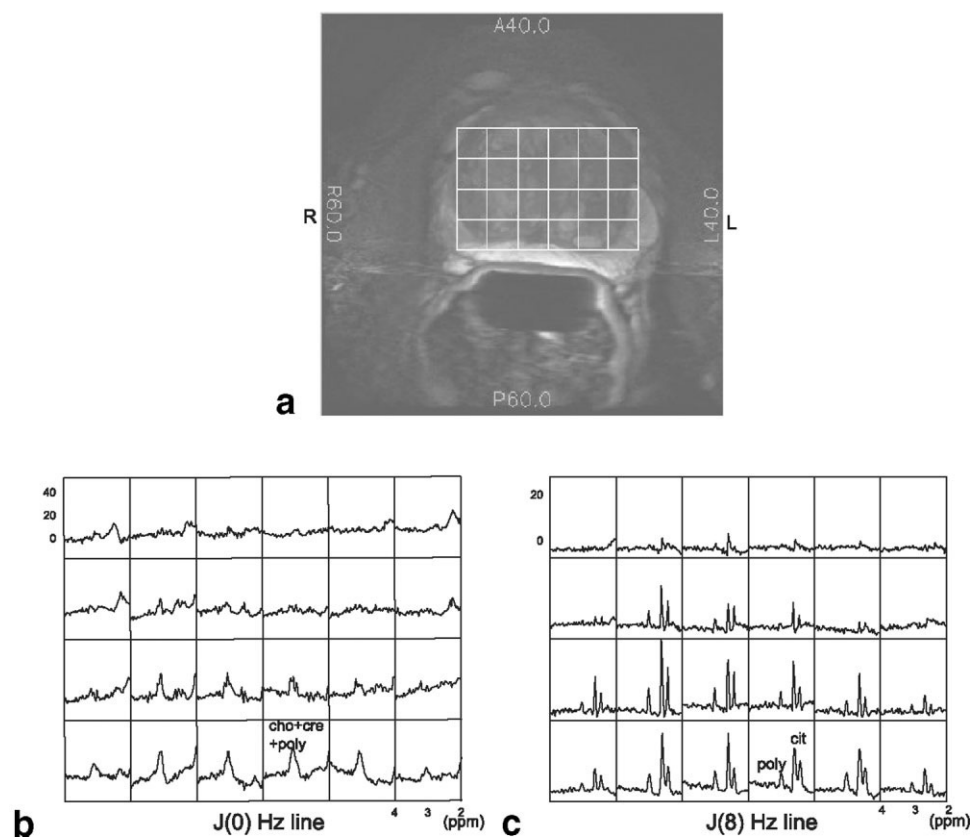 A40.0
R
R60.0
L40.0
L
P60.0
a
40
20
0
cho+cre
+poly
4 3 2
(ppm)
J(0) Hz line
b
20
0
cit
poly
4 3 2
(ppm)
J(8) Hz line
c